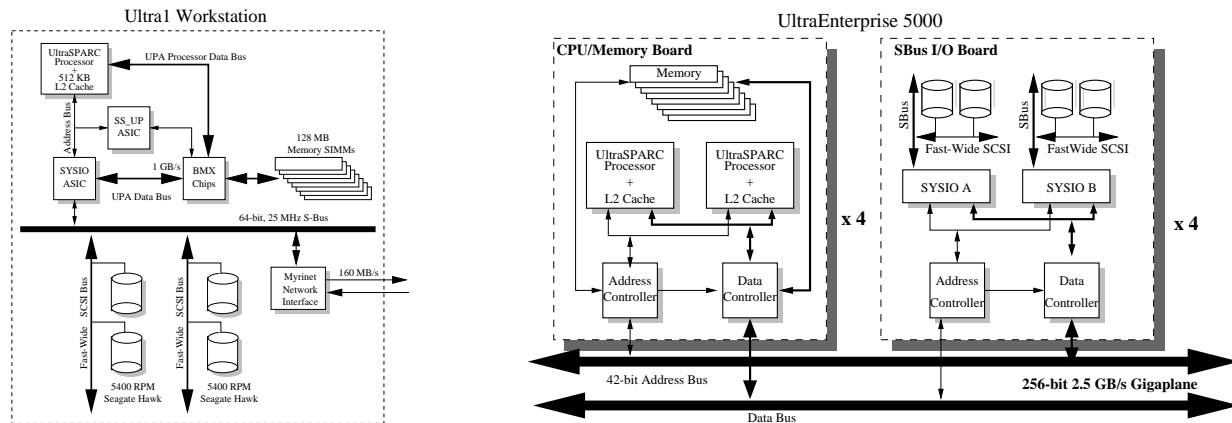 Ultra1 Workstation
UltraSPARC
Processor
+
512 KB
L2 Cache
UPA Processor Data Bus
Address Bus
SS_UP
ASIC
128 MB
Memory SIMMs
SYSIO
ASIC
1 GB/s
BMX
Chips
UPA Data Bus
64-bit, 25 MHz S-Bus
SCSI Bus
Fast-Wide
SCSI Bus
Fast-Wide
Myrinet
Network
Interface
160 MB/s
5400 RPM
Seagate Hawk
5400 RPM
Seagate Hawk
UltraEnterprise 5000
CPU/Memory Board
Memory
UltraSPARC
Processor
+
L2 Cache
UltraSPARC
Processor
+
L2 Cache
x 4
Address
Controller
Data
Controller
SBus I/O Board
SBus
SBus
Fast-Wide SCSI
FastWide SCSI
SYSIO A
SYSIO B
x 4
Address
Controller
Data
Controller
42-bit Address Bus
256-bit 2.5 GB/s Gigaplane
Data Bus